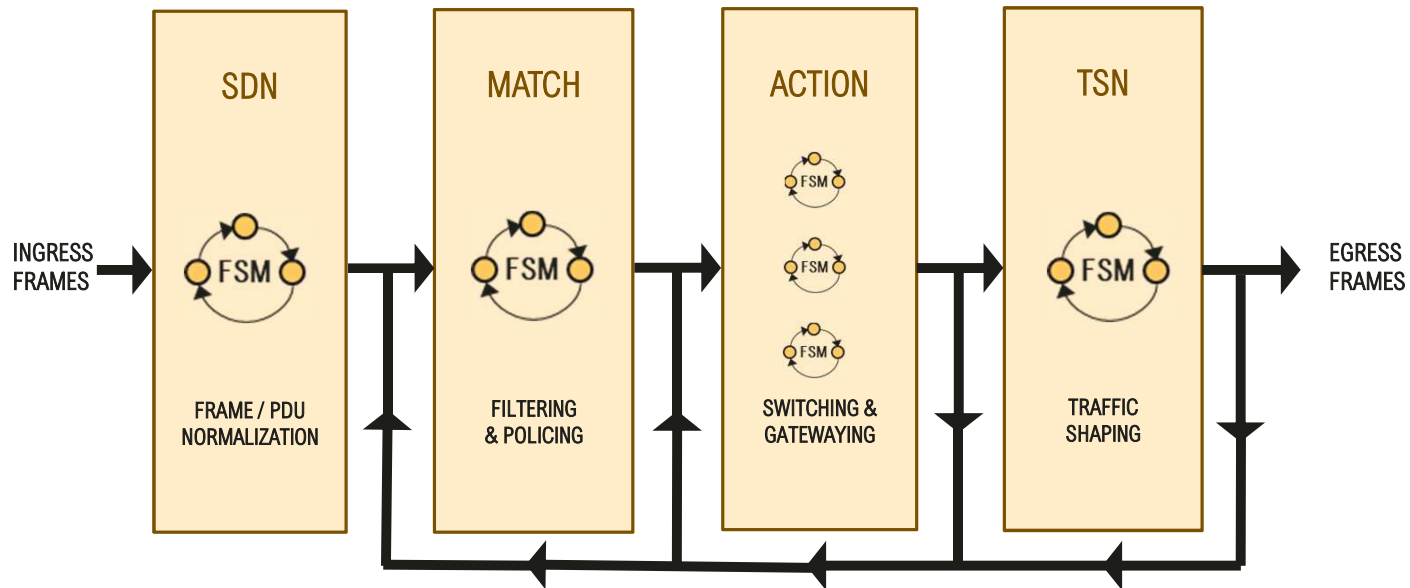 SDN
MATCH
ACTION
TSN
FSM
FSM
FSM
FSM
FSM
FSM
INGRESS
FRAMES
EGRESS
FRAMES
FRAME / PDU
NORMALIZATION
FILTERING
& POLICING
SWITCHING &
GATEWAYING
TRAFFIC
SHAPING